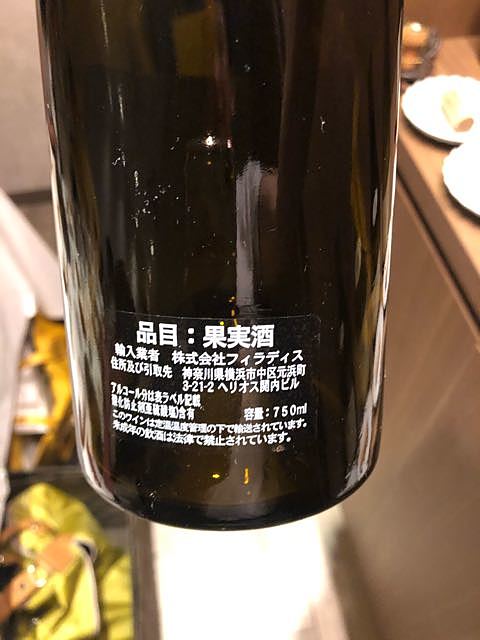 品目：果実酒
輸入業者 株式会社フィラディス
住所及び引取先 神奈川県横浜市中区元浜町
3-21-2 ヘリオス関内ビル
アルコール分は表ラベル記載
酸化防止剤(亜硫酸塩)含有 容量：750ml
このワインは定温温度管理の下で輸送されています。
未成年の飲酒は法律で禁止されています。